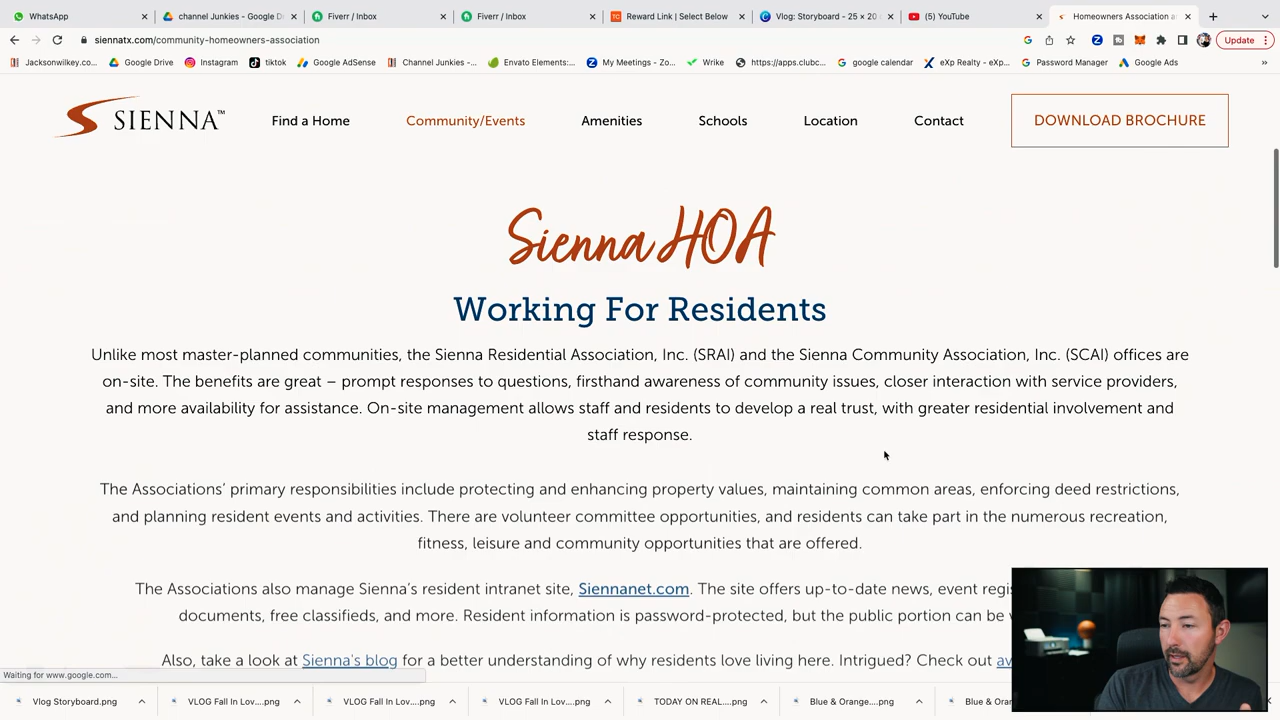 WhatsApp
channel Junkies - Google D
Fiverr / Inbox
Fiverr / Inbox
Reward Link | Select Below
Vlog: Storyboard - 25 × 20
(5) YouTube
Homeowners Association a
siennatx.com/community-homeowners-association
Update
Jacksonwilkey.co...
Google Drive
Instagram
tiktok
Google AdSense
Channel Junkies -...
Envato Elements:...
My Meetings - Zo...
Wrike
https://apps.clubc...
google calendar
eXp Realty - eXp...
Password Manager
Google Ads
»
SIENNA™
Find a Home
Community/Events
Amenities
Schools
Location
Contact
DOWNLOAD BROCHURE
Sienna HOA
Working For Residents
Unlike most master-planned communities, the Sienna Residential Association, Inc. (SRAI) and the Sienna Community Association, Inc. (SCAI) offices are
on-site. The benefits are great – prompt responses to questions, firsthand awareness of community issues, closer interaction with service providers,
and more availability for assistance. On-site management allows staff and residents to develop a real trust, with greater residential involvement and
staff response.
The Associations' primary responsibilities include protecting and enhancing property values, maintaining common areas, enforcing deed restrictions,
and planning resident events and activities. There are volunteer committee opportunities, and residents can take part in the numerous recreation,
fitness, leisure and community opportunities that are offered.
The Associations also manage Sienna's resident intranet site, Siennanet.com. The site offers up-to-date news, event regis
documents, free classifieds, and more. Resident information is password-protected, but the public portion can be
Also, take a look at Sienna's blog for a better understanding of why residents love living here. Intrigued? Check out av
Waiting for www.google.com...
Vlog Storyboard.png
VLOG Fall In Lov....png
VLOG Fall In Lov....png
VLOG Fall In Lov....png
TODAY ON REAL....png
Blue & Orange....png
Blue & Oran